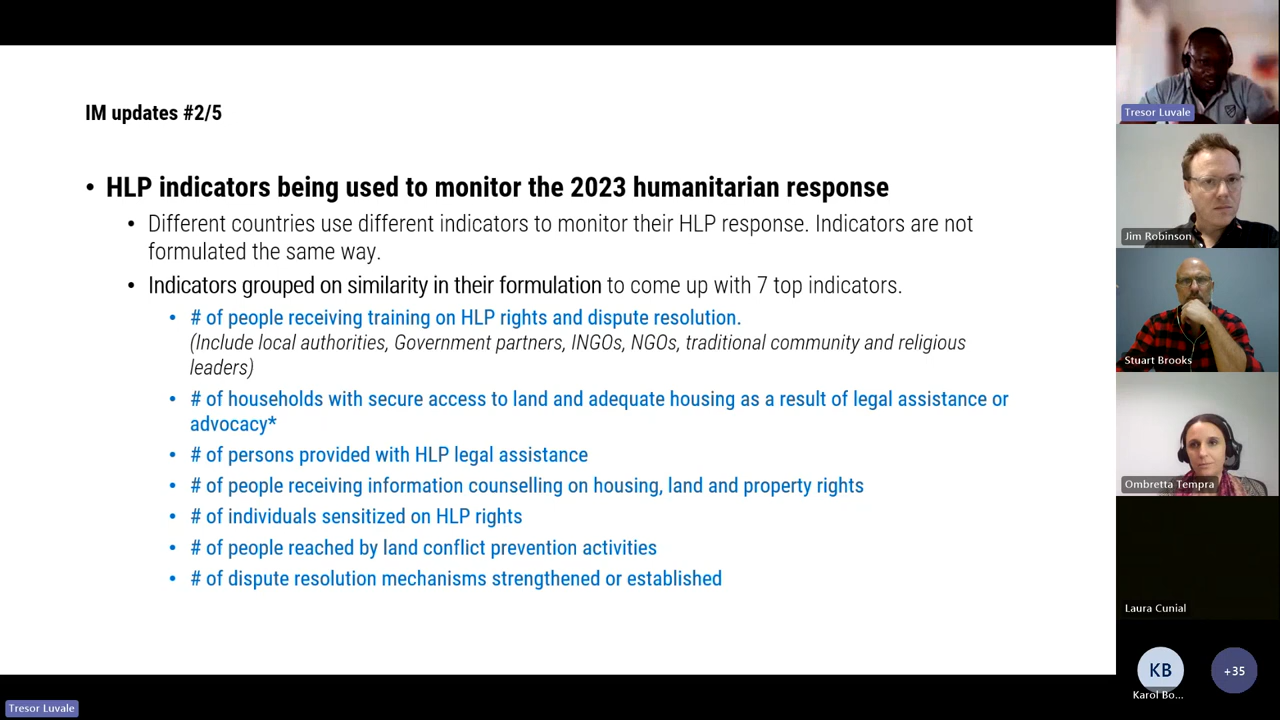 IM updates #2/5
• HLP indicators being used to monitor the 2023 humanitarian response
• Different countries use different indicators to monitor their HLP response. Indicators are not
formulated the same way.
• Indicators grouped on similarity in their formulation to come up with 7 top indicators.
• # of people receiving training on HLP rights and dispute resolution.
(Include local authorities, Government partners, INGOs, NGOs, traditional community and religious
leaders)
• # of households with secure access to land and adequate housing as a result of legal assistance or
advocacy*
• # of persons provided with HLP legal assistance
• # of people receiving information counselling on housing, land and property rights
• # of individuals sensitized on HLP rights
• # of people reached by land conflict prevention activities
• # of dispute resolution mechanisms strengthened or established
Tresor Luvale
Jim Robinson
Stuart Brooks
Ombretta Tempra
Laura Cunial
KB
Karol Bo...
+35
Tresor Luvale